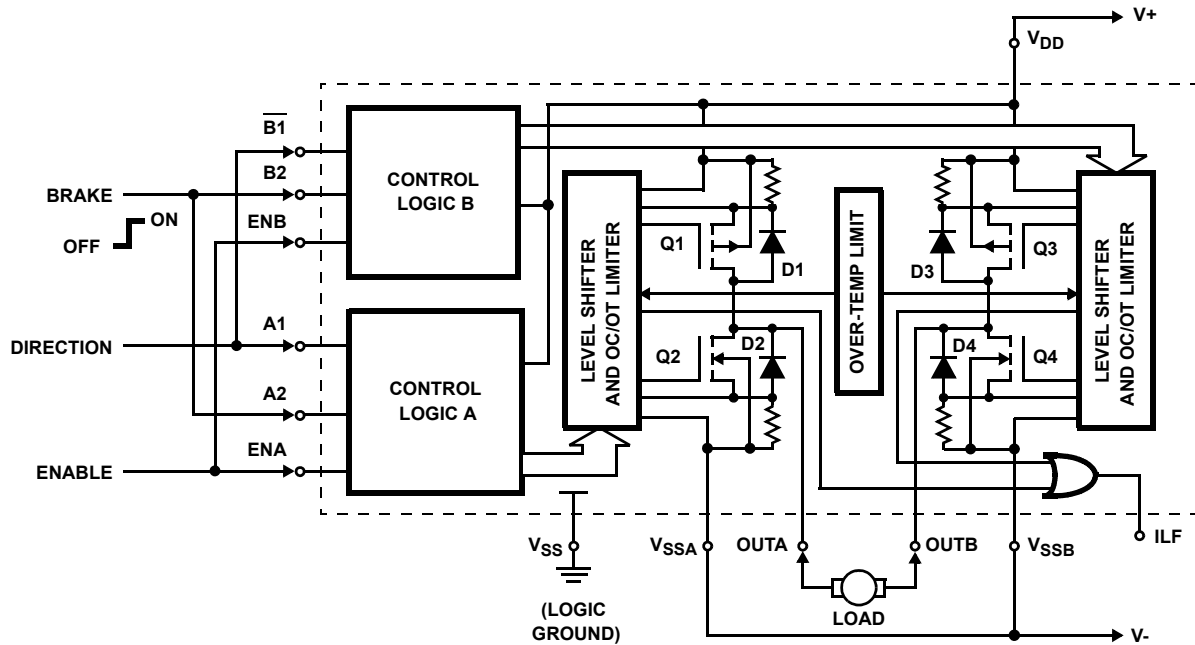 V+
VDD
B1
B2
ENB
BRAKE
ON
OFF
CONTROL
LOGIC B
LEVEL SHIFTER
AND OC/OT LIMITER
Q1
D1
OVER-TEMP LIMIT
D3
Q3
LEVEL SHIFTER
AND OC/OT LIMITER
A1
DIRECTION
A2
ENA
ENABLE
CONTROL
LOGIC A
Q2
D2
D4
Q4
VSS
(LOGIC
GROUND)
VSSA
OUTA
OUTB
VSSB
ILF
LOAD
V-